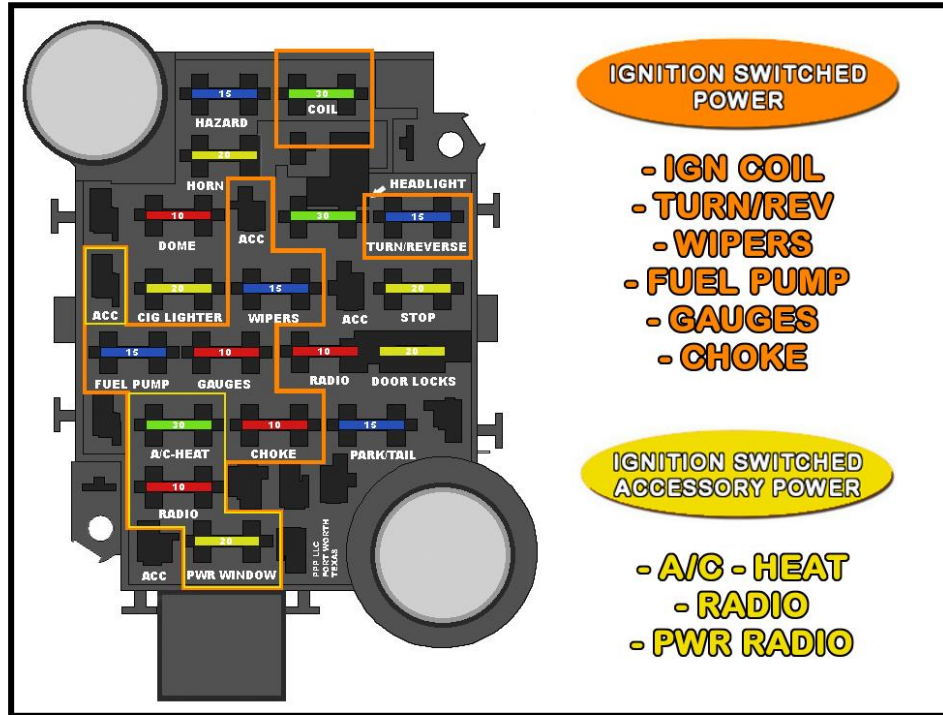 15
HAZARD
30
COIL
20
HORN
HEADLIGHT
10
DOME
ACC
30
15
TURN/REVERSE
ACC
20
CIG LIGHTER
15
WIPERS
ACC
20
STOP
15
FUEL PUMP
10
GAUGES
10
RADIO
20
DOOR LOCKS
30
A/C-HEAT
10
CHOKE
15
PARK/TAIL
10
RADIO
ACC
20
PWR WINDOW
PPP LLC
FORT WORTH
TEXAS
IGNITION SWITCHED
POWER
- IGN COIL
- TURN/REV
- WIPERS
- FUEL PUMP
- GAUGES
- CHOKE
IGNITION SWITCHED
ACCESSORY POWER
- A/C - HEAT
- RADIO
- PWR RADIO